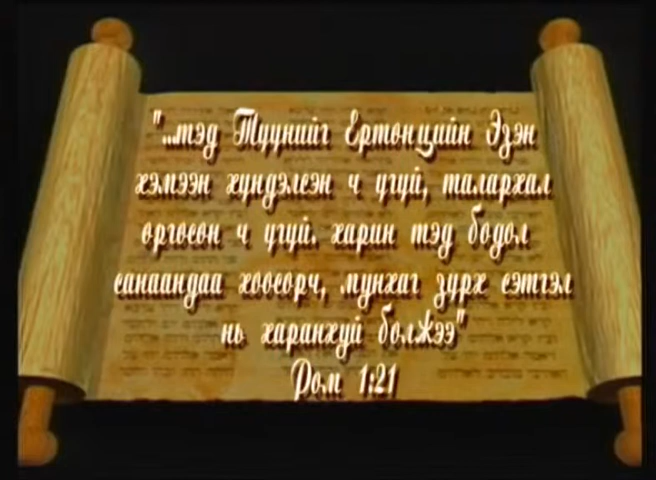 "...тэд Түүнийг Ертөнцийн Эзэн
хэмээн хүндэлсэн ч үгүй, талархал
өргөсөн ч үгүй. харин тэд бодол
санаандаа хоосорч, мунхаг зүрх сэтгэл
нь харанхуй болжээ"
Ром 1:21